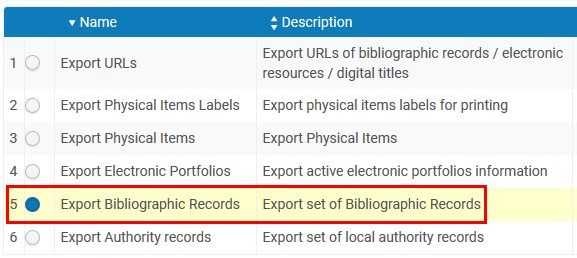 Name Description
1 Export URLs Export URLs of bibliographic records / electronic
resources / digital titles
2 Export Physical Items Labels Export physical items labels for printing
3 Export Physical Items Export Physical Items
4 Export Electronic Portfolios Export active electronic portfolios information
5 Export Bibliographic Records Export set of Bibliographic Records
6 Export Authority records Export set of local authority records